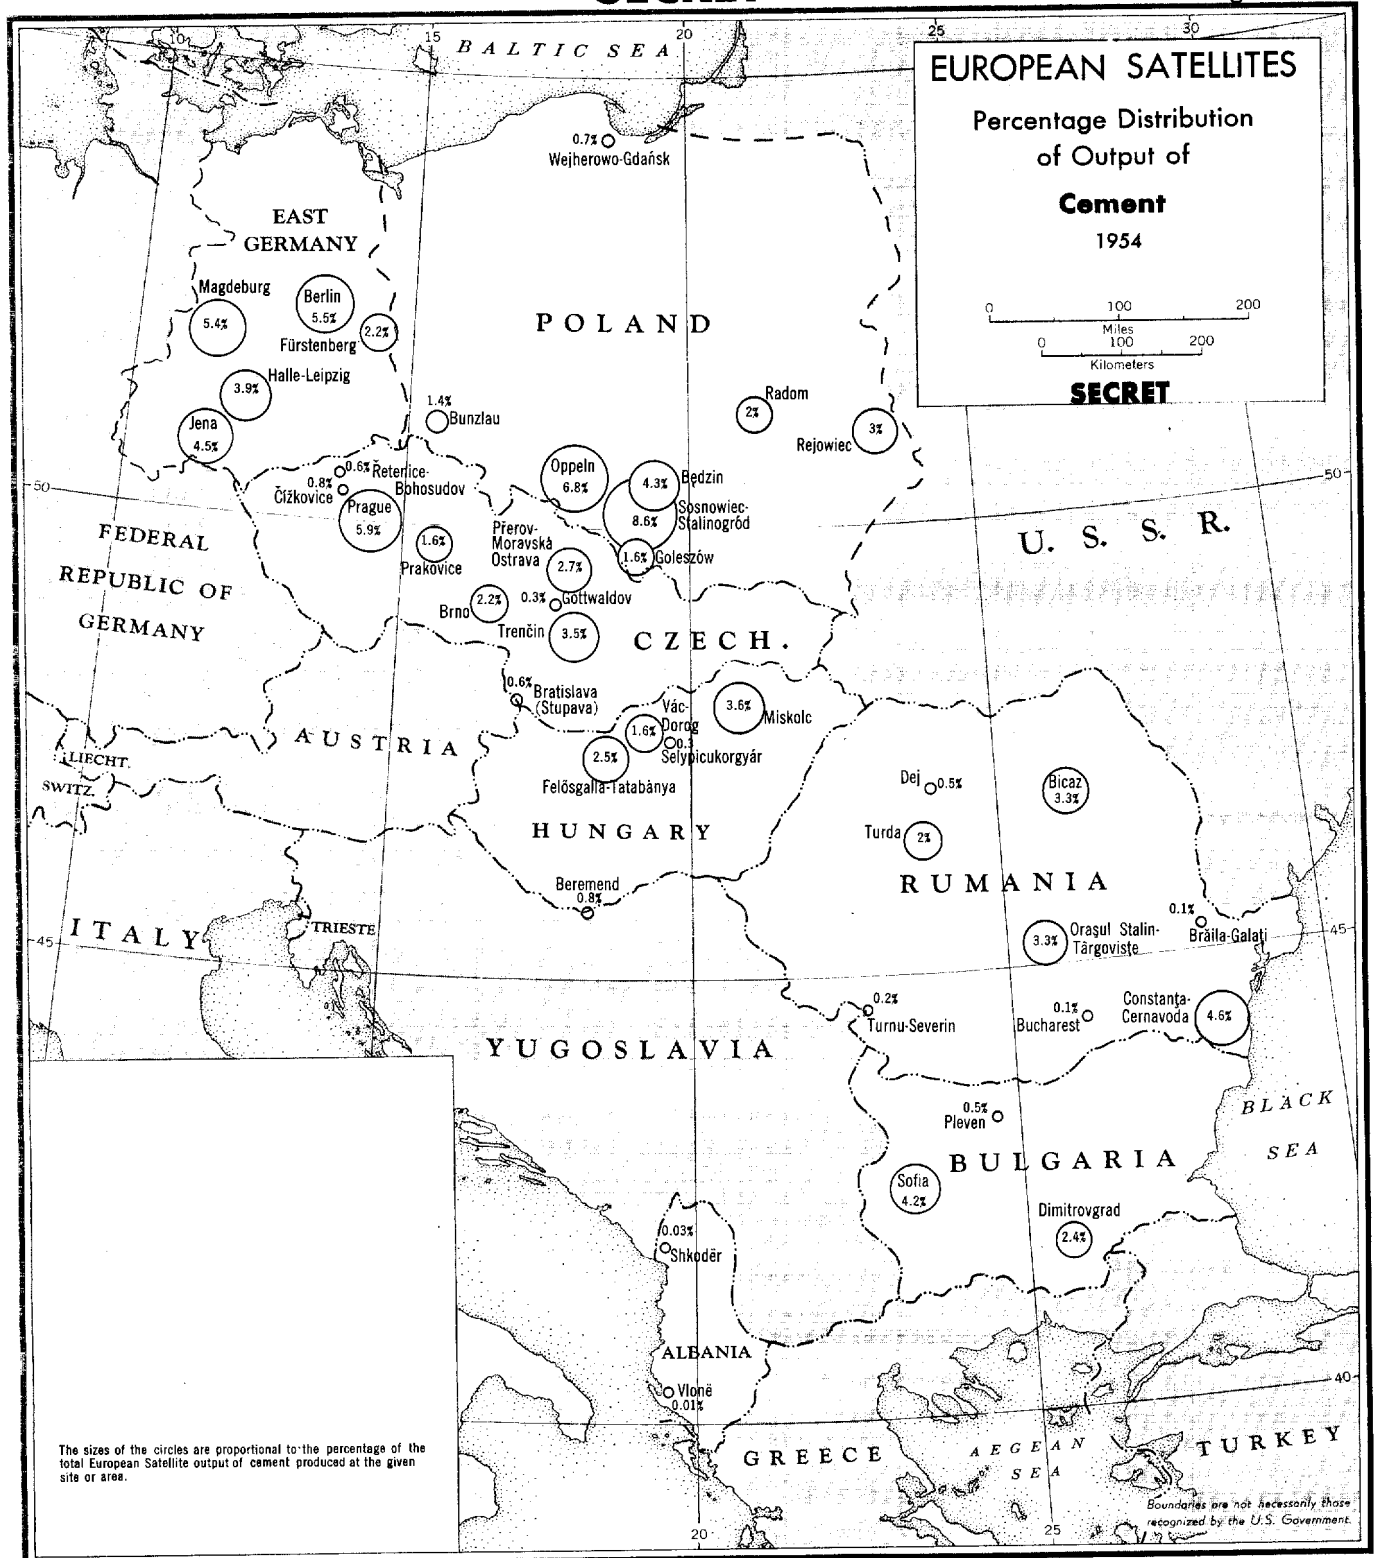 10
15
BALTIC SEA
20
25
30
EUROPEAN SATELLITES
Percentage Distribution
of Output of
Cement
1954
0 100 200
Miles
0 100 200
Kilometers
SECRET
0.7%
Wejherowo-Gdańsk
EAST
GERMANY
Magdeburg
5.4%
Berlin
5.5%
2.2%
Fürstenberg
POLAND
3.9%
Halle-Leipzig
Jena
4.5%
1.4%
Bunzlau
Radom
2%
Rejowiec
3%
50
0.6%
Řetenice-
Bohosudov
0.8%
Čížkovice
Prague
5.9%
Oppeln
6.8%
4.3%
Będzin
Sosnowiec-
Stalinogród
8.6%
1.6%
Goleszów
50
FEDERAL
REPUBLIC OF
GERMANY
1.6%
Prakovice
Přerov-
Moravská
Ostrava
2.7%
U. S. S. R.
Brno
2.2%
0.3%
Gottwaldov
Trenčin
3.5%
CZECH.
0.6%
Bratislava
(Stupava)
Vác-
Dorog
1.6%
0.3
Selypicukorgyár
3.6%
Miskolc
AUSTRIA
LIECHT.
SWITZ.
2.5%
Felősgalla-Tatabánya
HUNGARY
Dej
0.5%
Bicaz
3.3%
Turda
2%
RUMANIA
Beremend
0.8%
ITALY
TRIESTE
45
0.1%
Brăila-Galați
3.3%
Orașul Stalin-
Târgoviște
45
0.2%
Turnu-Severin
0.1%
Bucharest
Constanța-
Cernavoda
4.6%
YUGOSLAVIA
0.5%
Pleven
BLACK
SEA
BULGARIA
Sofia
4.2%
Dimitrovgrad
2.4%
0.03%
Shkodër
ALBANIA
Vlonë
0.01%
40
GREECE
AEGEAN
SEA
TURKEY
The sizes of the circles are proportional to the percentage of the
total European Satellite output of cement produced at the given
site or area.
Boundaries are not necessarily those
recognized by the U.S. Government.
20
25